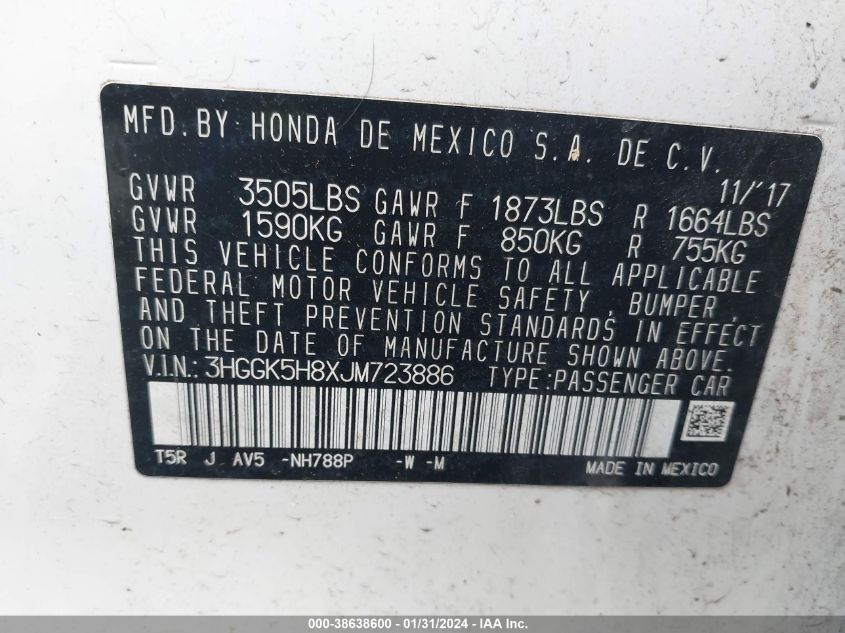 MFD. BY HONDA DE MEXICO S.A. DE C.V.
11/'17
GVWR 3505LBS GAWR F 1873LBS R 1664LBS
GVWR 1590KG GAWR F 850KG R 755KG
THIS VEHICLE CONFORMS TO ALL APPLICABLE
FEDERAL MOTOR VEHICLE SAFETY, BUMPER,
AND THEFT PREVENTION STANDARDS IN EFFECT
ON THE DATE OF MANUFACTURE SHOWN ABOVE.
V.I.N.: 3HGGK5H8XJM723886 TYPE:PASSENGER CAR
T5R J AV5 -NH788P -W -M MADE IN MEXICO
000-38638600 / 01/31/2024 - IAA, Inc.